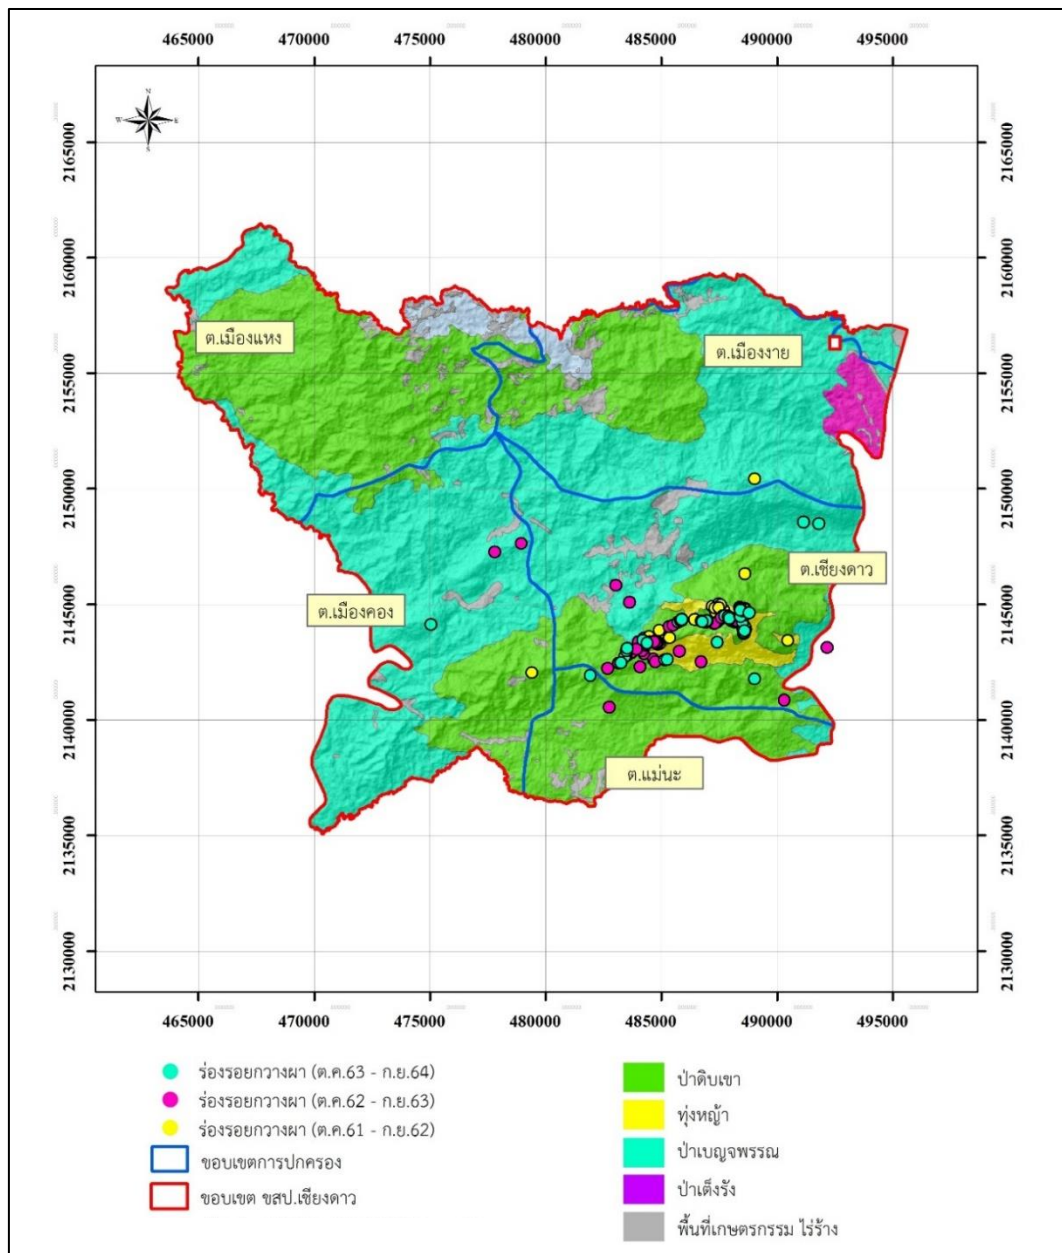 465000 470000 475000 480000 485000 490000 495000
N
W E
S
2165000 2165000
2160000 2160000
ต.เมืองแหง
ต.เมืองงาย
2155000 2155000
2150000 2150000
ต.เชียงดาว
ต.เมืองคอง
2145000 2145000
2140000 2140000
ต.แม่นะ
2135000 2135000
2130000 2130000
465000 470000 475000 480000 485000 490000 495000
ร่องรอยกวางผา (ต.ค.63 - ก.ย.64)
ร่องรอยกวางผา (ต.ค.62 - ก.ย.63)
ร่องรอยกวางผา (ต.ค.61 - ก.ย.62)
ขอบเขตการปกครอง
ขอบเขต ขสป.เชียงดาว
ป่าดิบเขา
ทุ่งหญ้า
ป่าเบญจพรรณ
ป่าเต็งรัง
พื้นที่เกษตรกรรม ไร่ร้าง